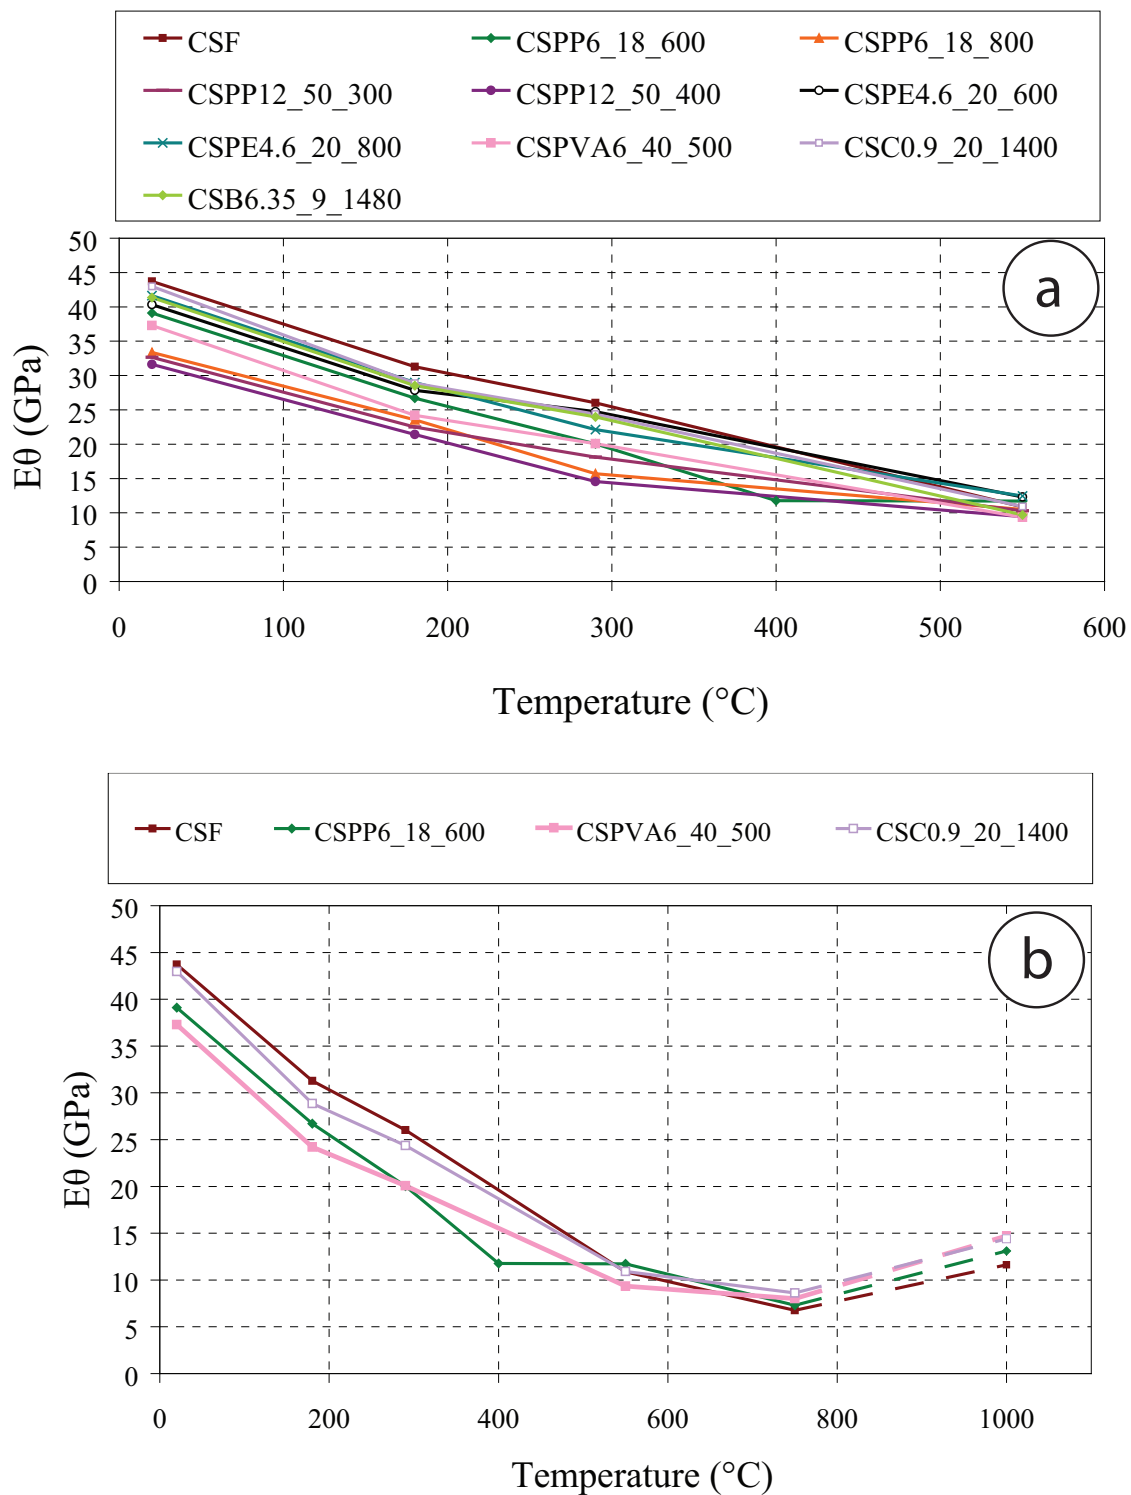 CSF CSPP6_18_600 CSPP6_18_800
CSPP12_50_300 CSPP12_50_400 CSPE4.6_20_600
CSPE4.6_20_800 CSPVA6_40_500 CSC0.9_20_1400
CSB6.35_9_1480
50
45
40
35
30
25
20
15
10
5
0
Eθ (GPa)
a
0 100 200 300 400 500 600
Temperature (°C)
CSF CSPP6_18_600 CSPVA6_40_500 CSC0.9_20_1400
50
45
40
35
30
25
20
15
10
5
0
Eθ (GPa)
b
0 200 400 600 800 1000
Temperature (°C)